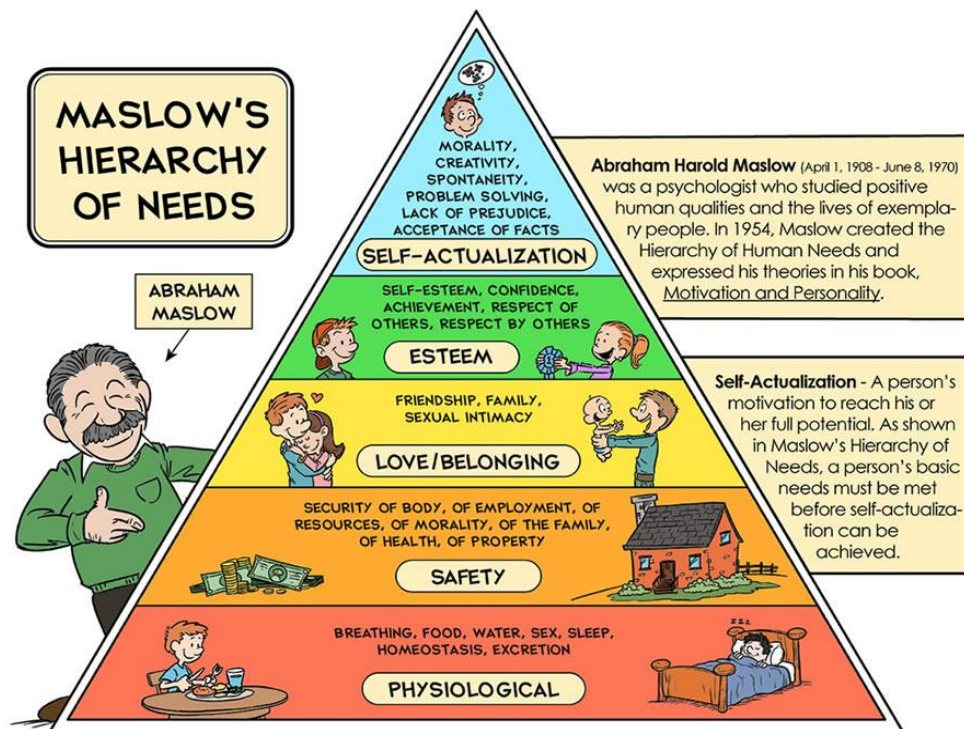 MASLOW'S
HIERARCHY
OF NEEDS
ABRAHAM
MASLOW
MORALITY,
CREATIVITY,
SPONTANEITY,
PROBLEM SOLVING,
LACK OF PREJUDICE,
ACCEPTANCE OF FACTS
SELF-ACTUALIZATION
SELF-ESTEEM, CONFIDENCE,
ACHIEVEMENT, RESPECT OF
OTHERS, RESPECT BY OTHERS
ESTEEM
1
FRIENDSHIP, FAMILY,
SEXUAL INTIMACY
LOVE/BELONGING
SECURITY OF BODY, OF EMPLOYMENT, OF
RESOURCES, OF MORALITY, OF THE FAMILY,
OF HEALTH, OF PROPERTY
SAFETY
BREATHING, FOOD, WATER, SEX, SLEEP,
HOMEOSTASIS, EXCRETION
PHYSIOLOGICAL
zzz
Abraham Harold Maslow (April 1, 1908 - June 8, 1970)
was a psychologist who studied positive
human qualities and the lives of exempla-
ry people. In 1954, Maslow created the
Hierarchy of Human Needs and
expressed his theories in his book,
Motivation and Personality.
Self-Actualization - A person's
motivation to reach his or
her full potential. As shown
in Maslow's Hierarchy of
Needs, a person's basic
needs must be met
before self-actualiza-
tion can be
achieved.